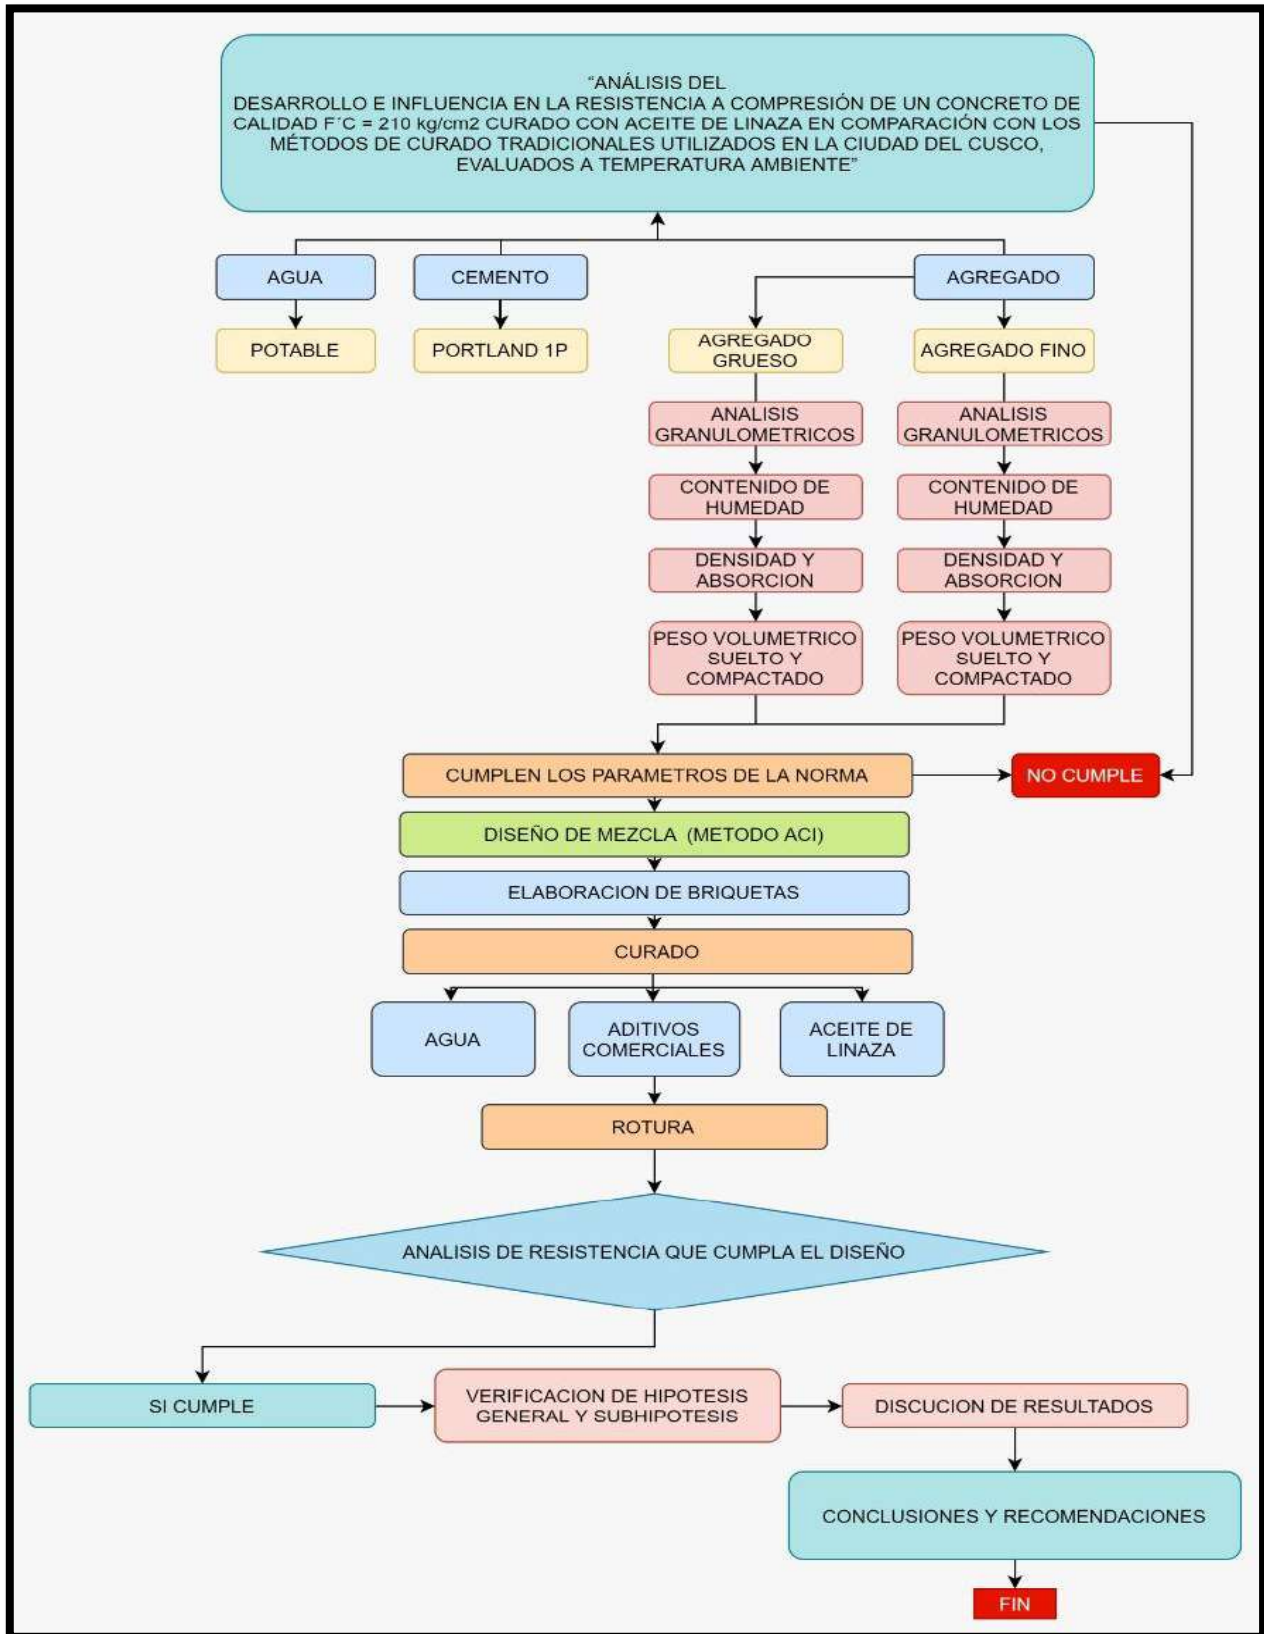 “ANÁLISIS DEL
DESARROLLO E INFLUENCIA EN LA RESISTENCIA A COMPRESIÓN DE UN CONCRETO DE
CALIDAD F´C = 210 kg/cm2 CURADO CON ACEITE DE LINAZA EN COMPARACIÓN CON LOS
MÉTODOS DE CURADO TRADICIONALES UTILIZADOS EN LA CIUDAD DEL CUSCO,
EVALUADOS A TEMPERATURA AMBIENTE”
AGUA
CEMENTO
AGREGADO
POTABLE
PORTLAND 1P
AGREGADO
GRUESO
AGREGADO FINO
ANALISIS
GRANULOMETRICOS
ANALISIS
GRANULOMETRICOS
CONTENIDO DE
HUMEDAD
CONTENIDO DE
HUMEDAD
DENSIDAD Y
ABSORCION
DENSIDAD Y
ABSORCION
PESO VOLUMETRICO
SUELTO Y
COMPACTADO
PESO VOLUMETRICO
SUELTO Y
COMPACTADO
CUMPLEN LOS PARAMETROS DE LA NORMA
NO CUMPLE
DISEÑO DE MEZCLA (METODO ACI)
ELABORACION DE BRIQUETAS
CURADO
AGUA
ADITIVOS
COMERCIALES
ACEITE DE
LINAZA
ROTURA
ANALISIS DE RESISTENCIA QUE CUMPLA EL DISEÑO
SI CUMPLE
VERIFICACION DE HIPOTESIS
GENERAL Y SUBHIPOTESIS
DISCUCION DE RESULTADOS
CONCLUSIONES Y RECOMENDACIONES
FIN